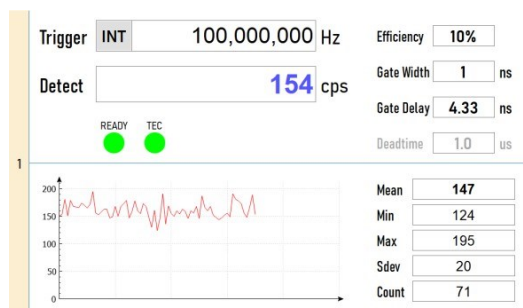 Trigger INT 100,000,000 Hz
Detect 154 cps
READY TEC
Efficiency 10%
Gate Width 1 ns
Gate Delay 4.33 ns
Deadtime 1.0 us
1
200
150
100
50
0
Mean 147
Min 124
Max 195
Sdev 20
Count 71